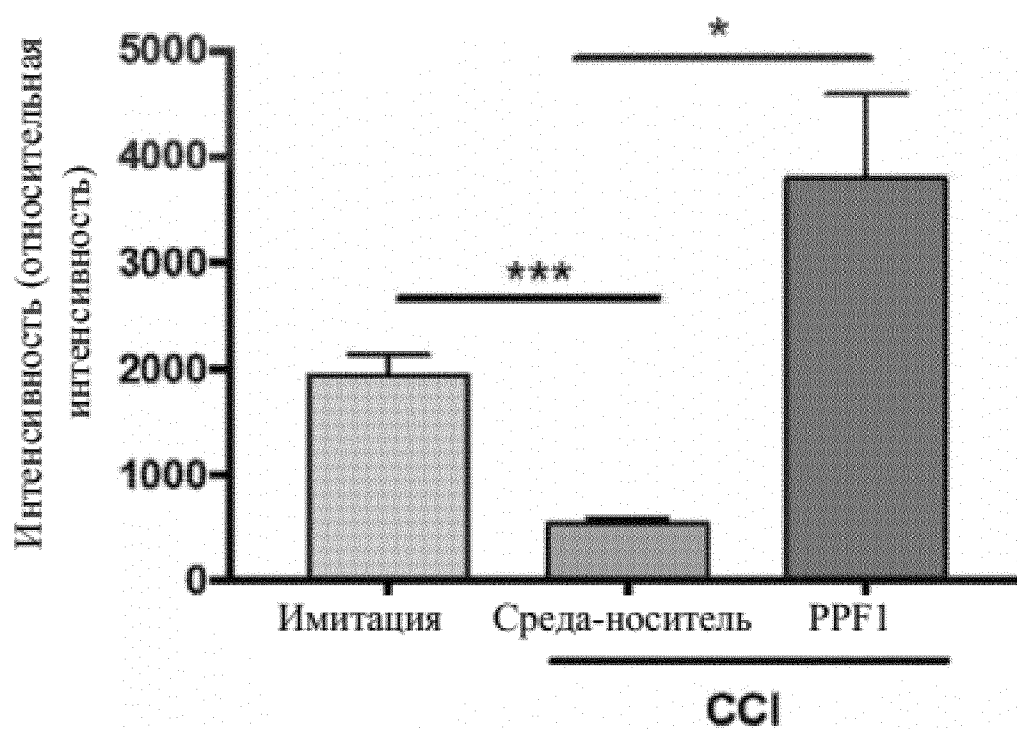 Интенсивность (относительная
интенсивность)
5000
4000
3000
2000
1000
0
*
***
Имитация
Среда-носитель
PPF1
CCI